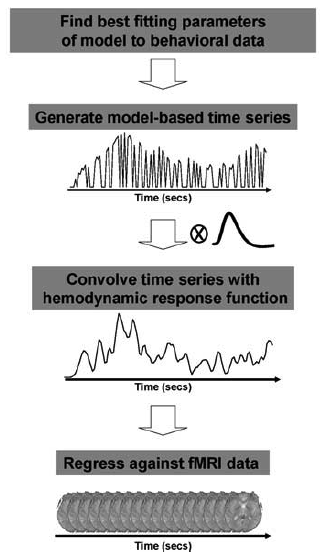 Find best fitting parameters
of model to behavioral data
Generate model-based time series
Time (secs)
Convolve time series with
hemodynamic response function
Time (secs)
Regress against fMRI data
Time (secs)